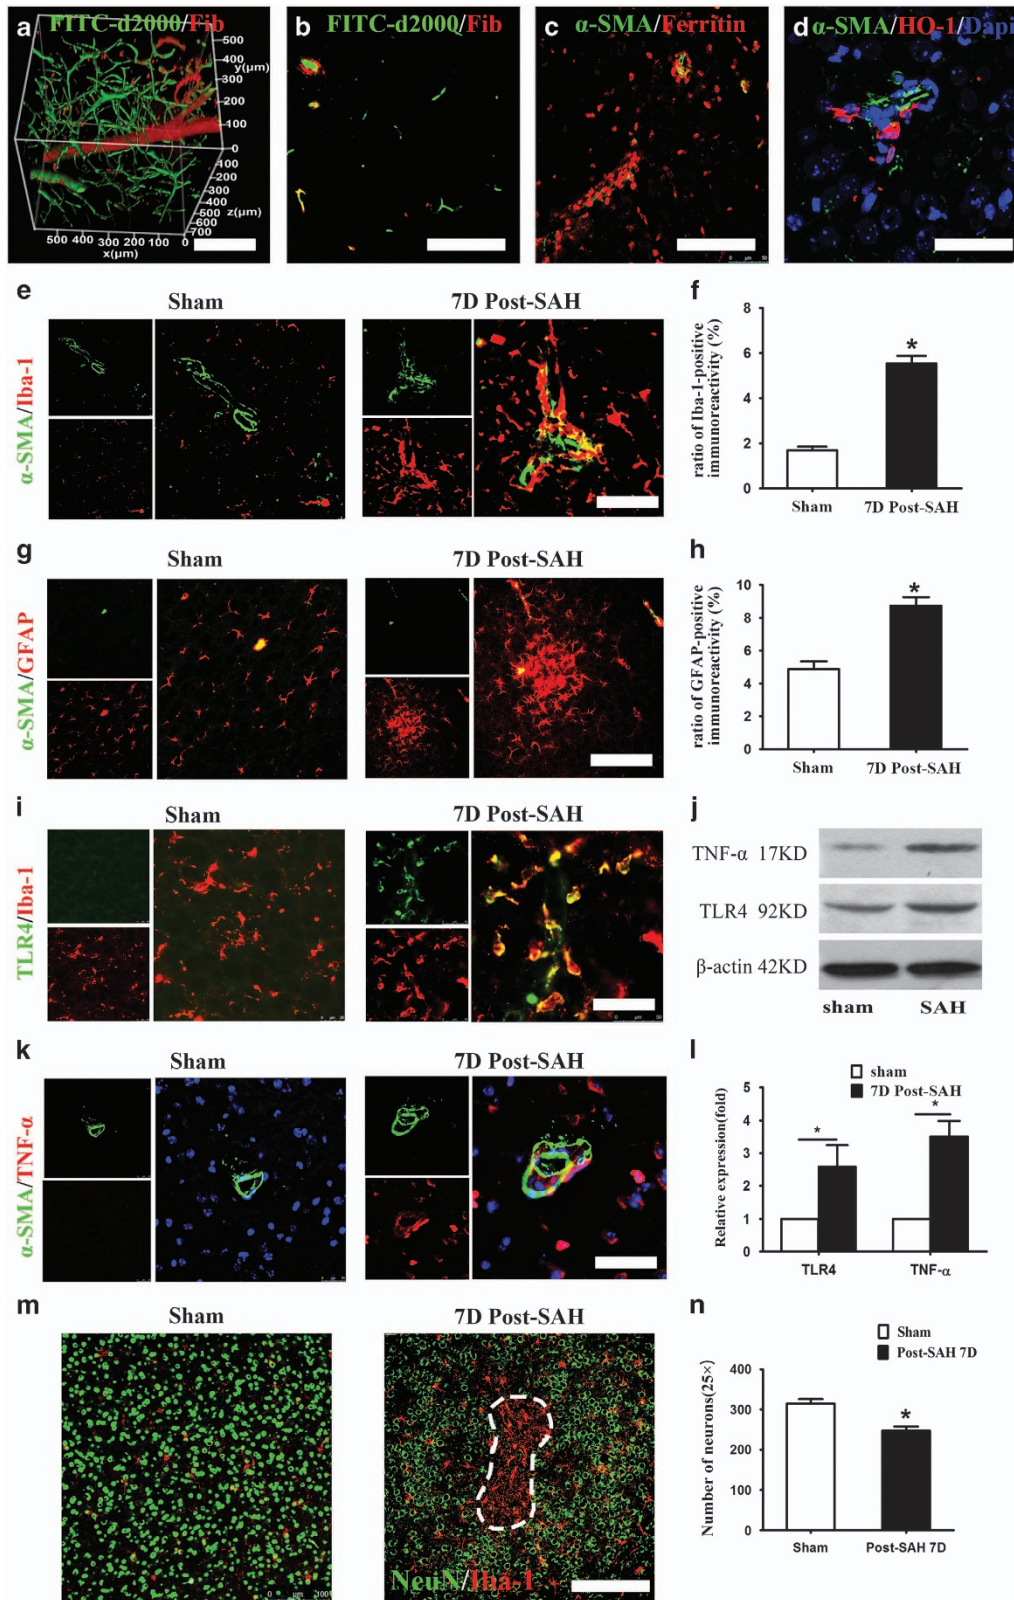 a FITC-d2000/Fib
500
y(μm)
400
300
200
100
0
100
200
300
400
z(μm) 500
600
700
500 400 300 200 100 0
x(μm)
b FITC-d2000/Fib
c α-SMA/Ferritin
0 μm 50
d α-SMA/HO-1/Dapi
e Sham 7D Post-SAH
α-SMA/Iba-1
f
ratio of Iba-1-positive
immunoreactivity (%)
8
6
4
2
0
*
Sham 7D Post-SAH
g Sham 7D Post-SAH
α-SMA/GFAP
h
ratio of GFAP-positive
immunoreactivity (%)
10
8
6
4
2
0
*
Sham 7D Post-SAH
i Sham 7D Post-SAH
TLR4/Iba-1
j
TNF-α 17KD
TLR4 92KD
β-actin 42KD
sham SAH
k Sham 7D Post-SAH
α-SMA/TNF-α
l
sham
7D Post-SAH
Relative expression(fold)
5
4
3
2
1
0
* *
TLR4 TNF-α
m Sham 7D Post-SAH
0 μm 100
NeuN/Iba-1
n
Sham
Post-SAH 7D
Number of neurons(25×)
400
300
200
100
0
*
Sham Post-SAH 7D